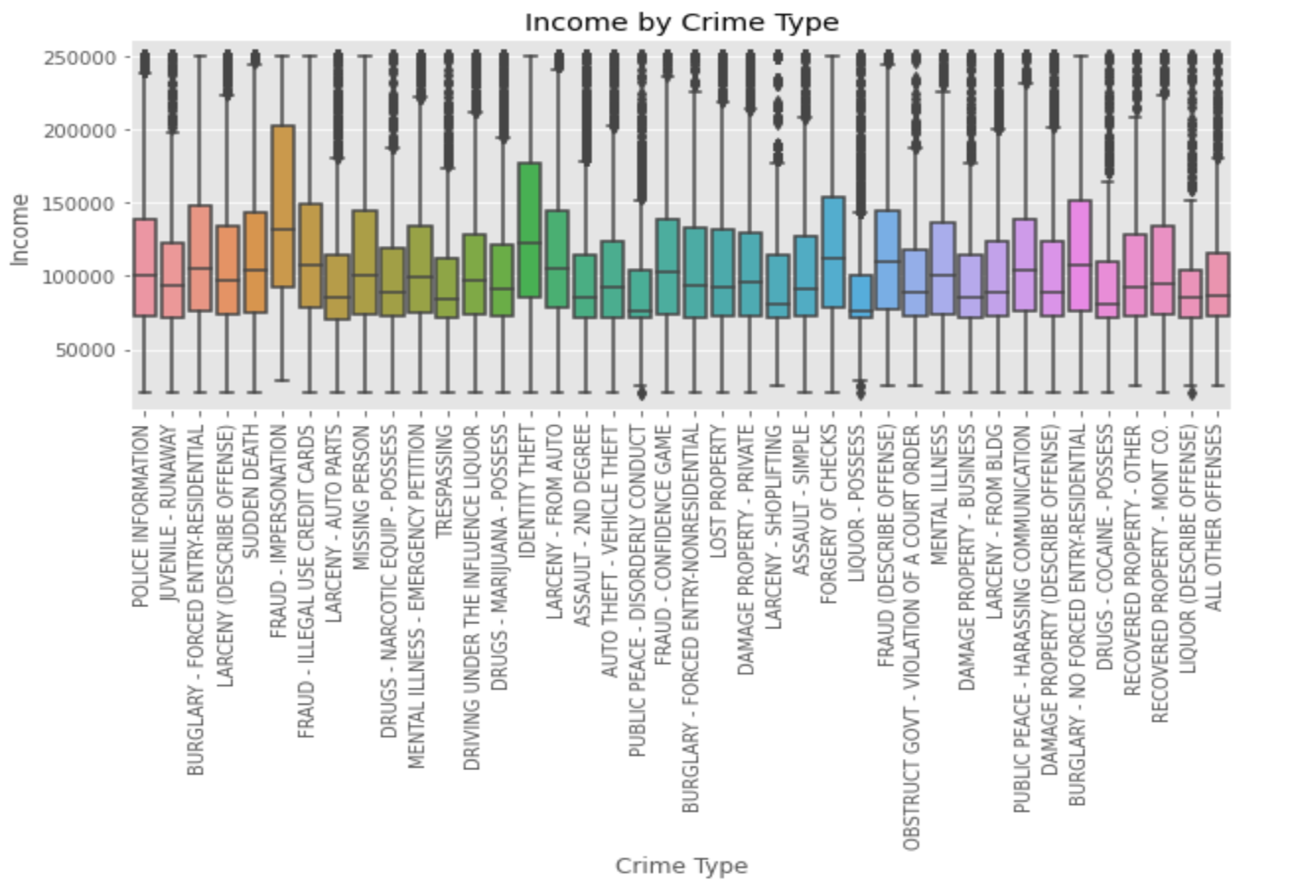 Income by Crime Type
250000
200000
150000
100000
50000
Income
POLICE INFORMATION
JUVENILE - RUNAWAY
BURGLARY - FORCED ENTRY-RESIDENTIAL
LARCENY (DESCRIBE OFFENSE)
SUDDEN DEATH
FRAUD - IMPERSONATION
FRAUD - ILLEGAL USE CREDIT CARDS
LARCENY - AUTO PARTS
MISSING PERSON
DRUGS - NARCOTIC EQUIP - POSSESS
MENTAL ILLNESS - EMERGENCY PETITION
TRESPASSING
DRIVING UNDER THE INFLUENCE LIQUOR
DRUGS - MARIJUANA - POSSESS
IDENTITY THEFT
LARCENY - FROM AUTO
ASSAULT - 2ND DEGREE
AUTO THEFT - VEHICLE THEFT
PUBLIC PEACE - DISORDERLY CONDUCT
FRAUD - CONFIDENCE GAME
BURGLARY - FORCED ENTRY-NONRESIDENTIAL
LOST PROPERTY
DAMAGE PROPERTY - PRIVATE
LARCENY - SHOPLIFTING
ASSAULT - SIMPLE
FORGERY OF CHECKS
LIQUOR - POSSESS
FRAUD (DESCRIBE OFFENSE)
OBSTRUCT GOVT - VIOLATION OF A COURT ORDER
MENTAL ILLNESS
DAMAGE PROPERTY - BUSINESS
LARCENY - FROM BLDG
PUBLIC PEACE - HARASSING COMMUNICATION
DAMAGE PROPERTY (DESCRIBE OFFENSE)
BURGLARY - NO FORCED ENTRY-RESIDENTIAL
DRUGS - COCAINE - POSSESS
RECOVERED PROPERTY - OTHER
RECOVERED PROPERTY - MONT CO.
LIQUOR (DESCRIBE OFFENSE)
ALL OTHER OFFENSES
Crime Type